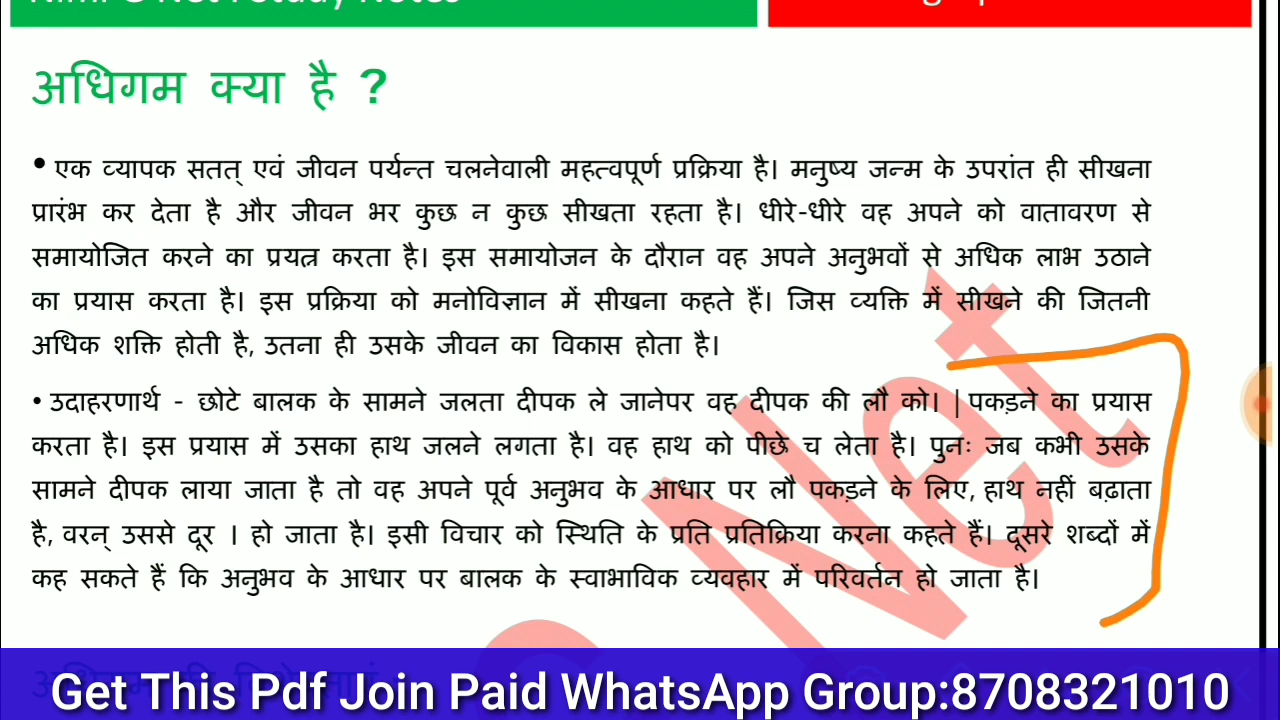 अधिगम क्या है ?
• एक व्यापक सतत् एवं जीवन पर्यन्त चलनेवाली महत्वपूर्ण प्रक्रिया है। मनुष्य जन्म के उपरांत ही सीखना
प्रारंभ कर देता है और जीवन भर कुछ न कुछ सीखता रहता है। धीरे-धीरे वह अपने को वातावरण से
समायोजित करने का प्रयत्न करता है। इस समायोजन के दौरान वह अपने अनुभवों से अधिक लाभ उठाने
का प्रयास करता है। इस प्रक्रिया को मनोविज्ञान में सीखना कहते हैं। जिस व्यक्ति में सीखने की जितनी
अधिक शक्ति होती है, उतना ही उसके जीवन का विकास होता है।
• उदाहरणार्थ - छोटे बालक के सामने जलता दीपक ले जानेपर वह दीपक की लौ को। | पकड़ने का प्रयास
करता है। इस प्रयास में उसका हाथ जलने लगता है। वह हाथ को पीछे च लेता है। पुनः जब कभी उसके
सामने दीपक लाया जाता है तो वह अपने पूर्व अनुभव के आधार पर लौ पकड़ने के लिए, हाथ नहीं बढ़ाता
है, वरन् उससे दूर । हो जाता है। इसी विचार को स्थिति के प्रति प्रतिक्रिया करना कहते हैं। दूसरे शब्दों में
कह सकते हैं कि अनुभव के आधार पर बालक के स्वाभाविक व्यवहार में परिवर्तन हो जाता है।
Net
Get This Pdf Join Paid WhatsApp Group:8708321010